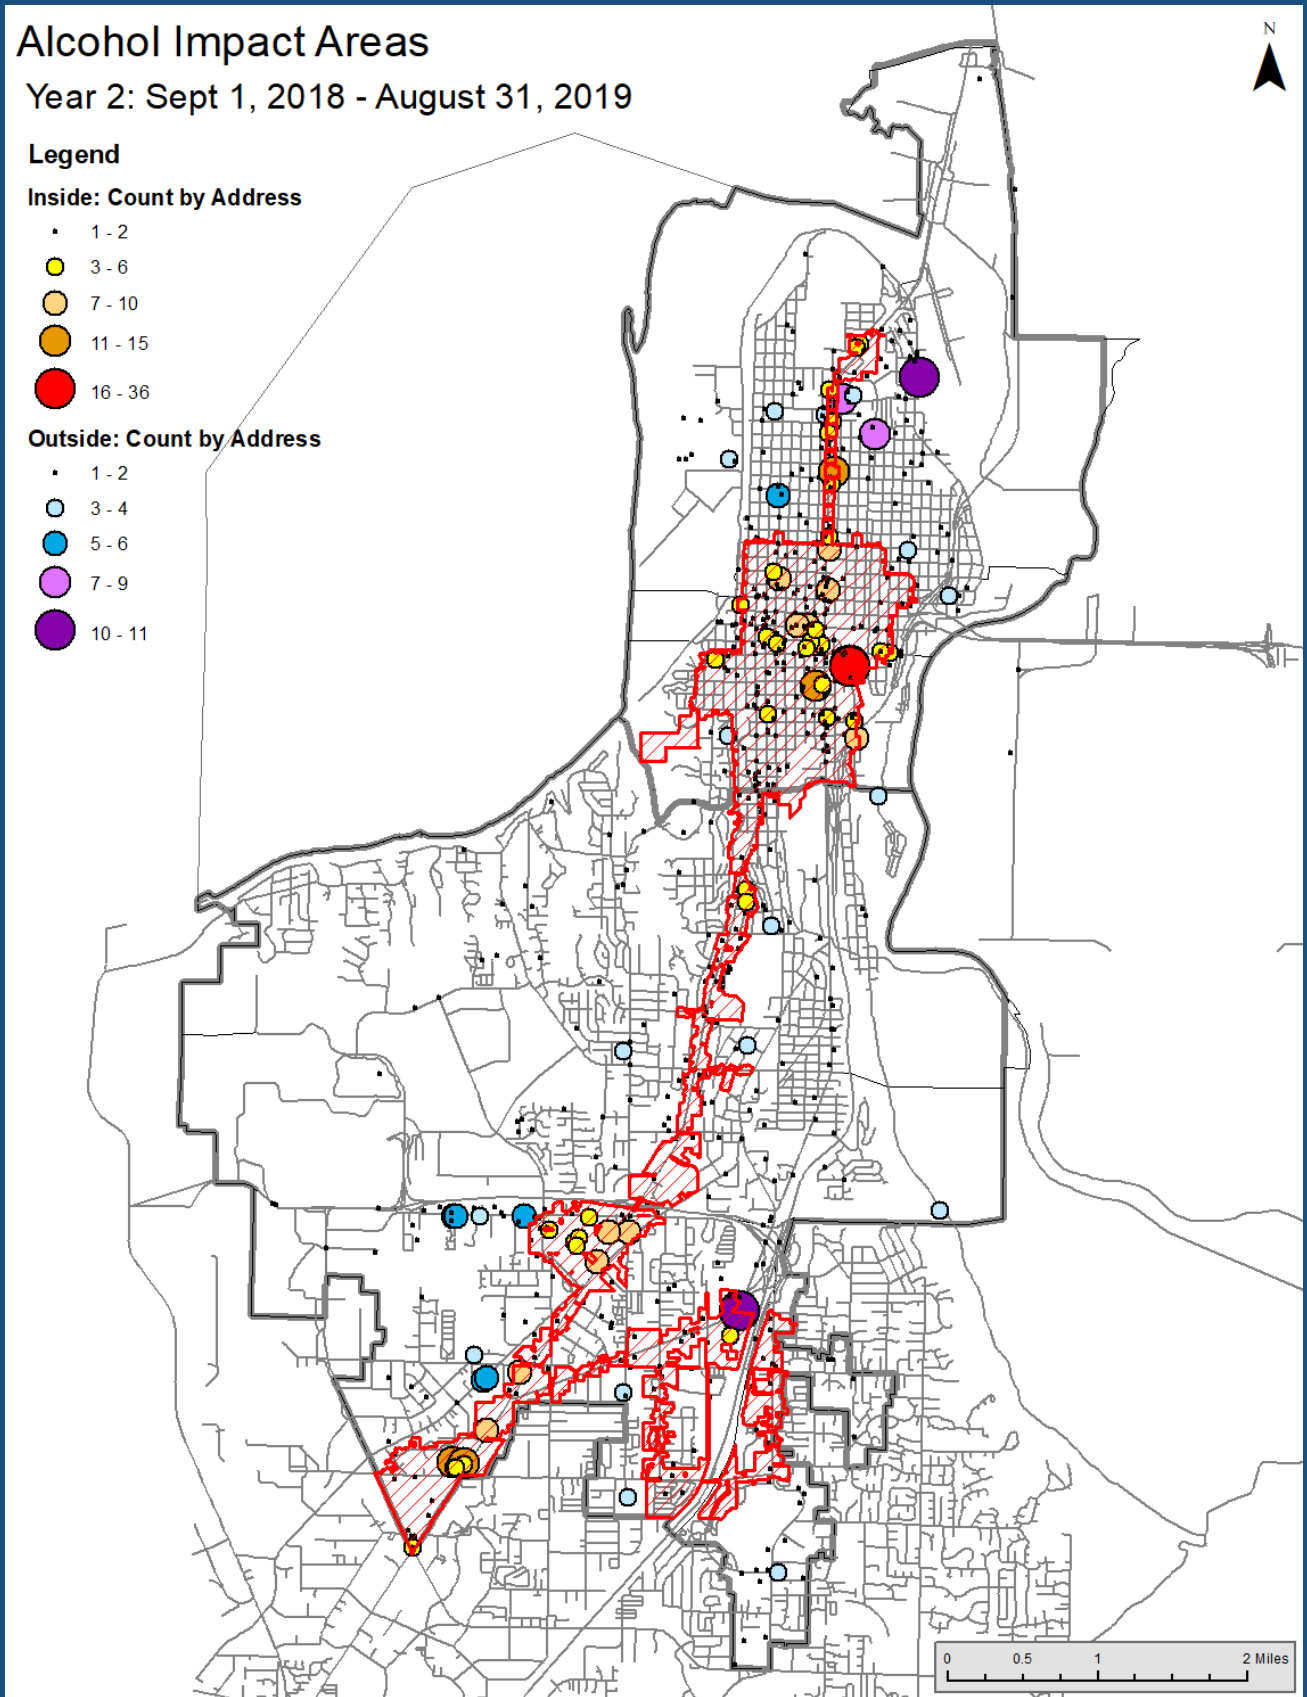 Alcohol Impact Areas
Year 2: Sept 1, 2018 - August 31, 2019
N
Legend
Inside: Count by Address
1 - 2
3 - 6
7 - 10
11 - 15
16 - 36
Outside: Count by Address
1 - 2
3 - 4
5 - 6
7 - 9
10 - 11
0 0.5 1 2 Miles